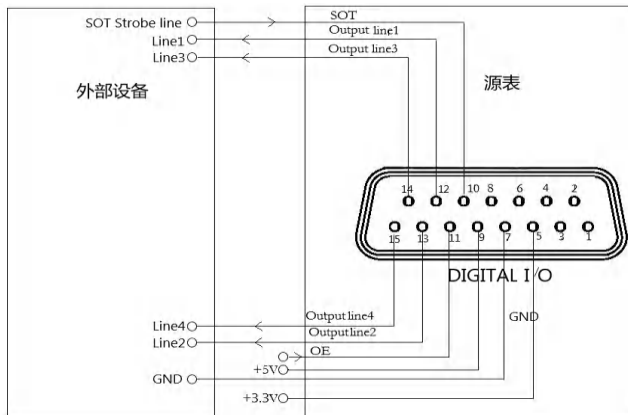 SOT Strobe line
SOT
Line1
Output line1
Line3
Output line3
外部设备
源表
14 12 10 8 6 4 2
15 13 11 9 7 5 3 1
DIGITAL I/O
Line4
Outputline4
GND
Line2
Outputline2
OE
+5V
GND
+3.3V